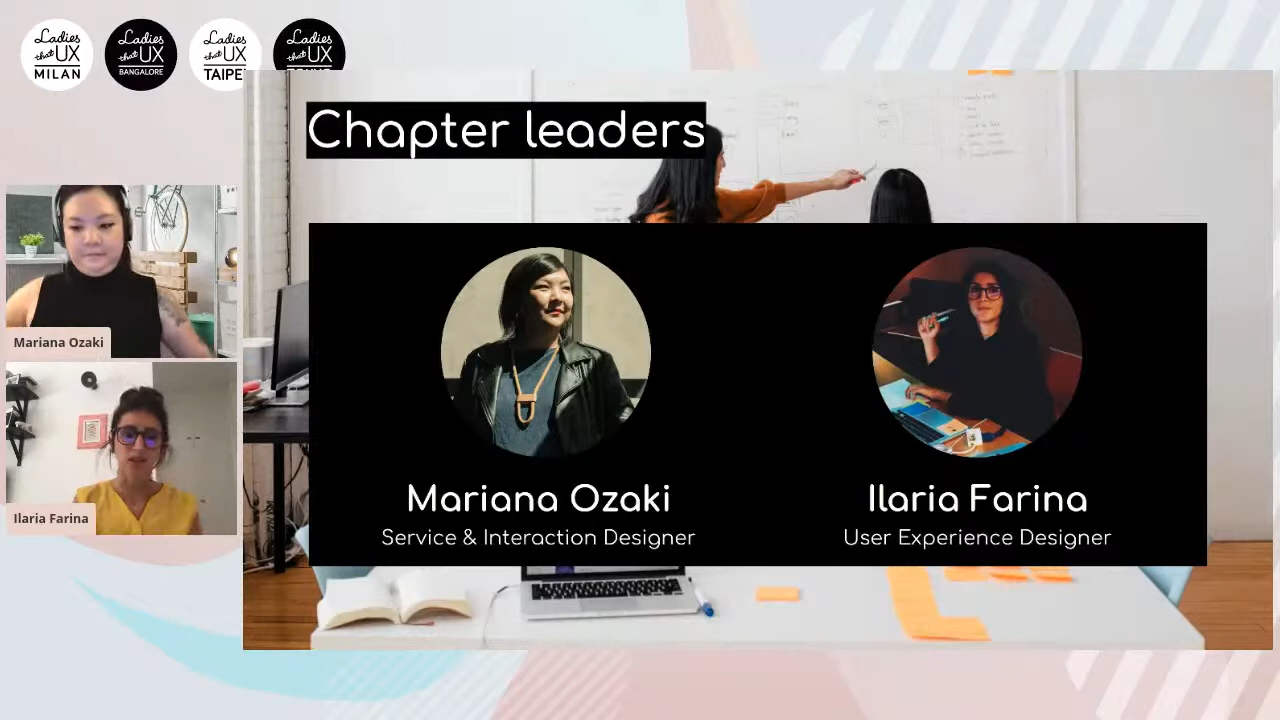 Ladies
that UX
MILAN
Ladies
that UX
BANGALORE
Ladies
that UX
TAIPE
Ladies
that UX
Chapter leaders
Mariana Ozaki
Ilaria Farina
Mariana Ozaki
Service & Interaction Designer
Ilaria Farina
User Experience Designer